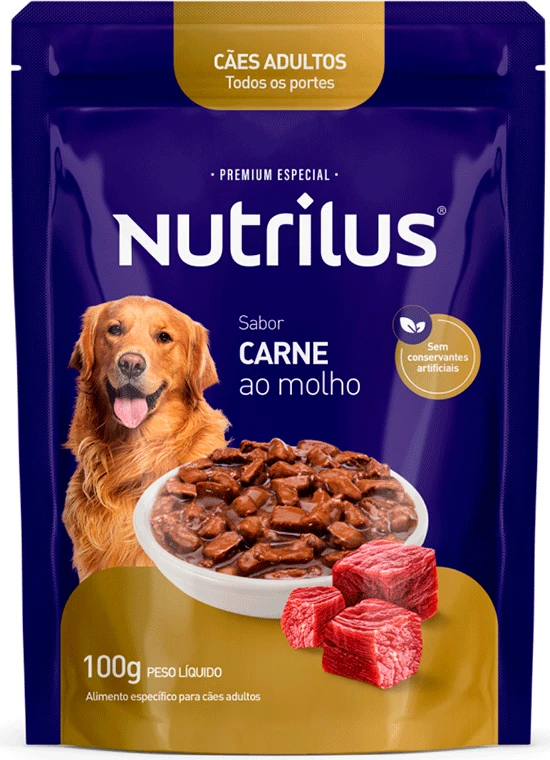 CÃES ADULTOS
Todos os portes
• PREMIUM ESPECIAL •
Nutrilus®
Sabor
CARNE
ao molho
Sem
conservantes
artificiais
100g PESO LÍQUIDO
Alimento específico para cães adultos